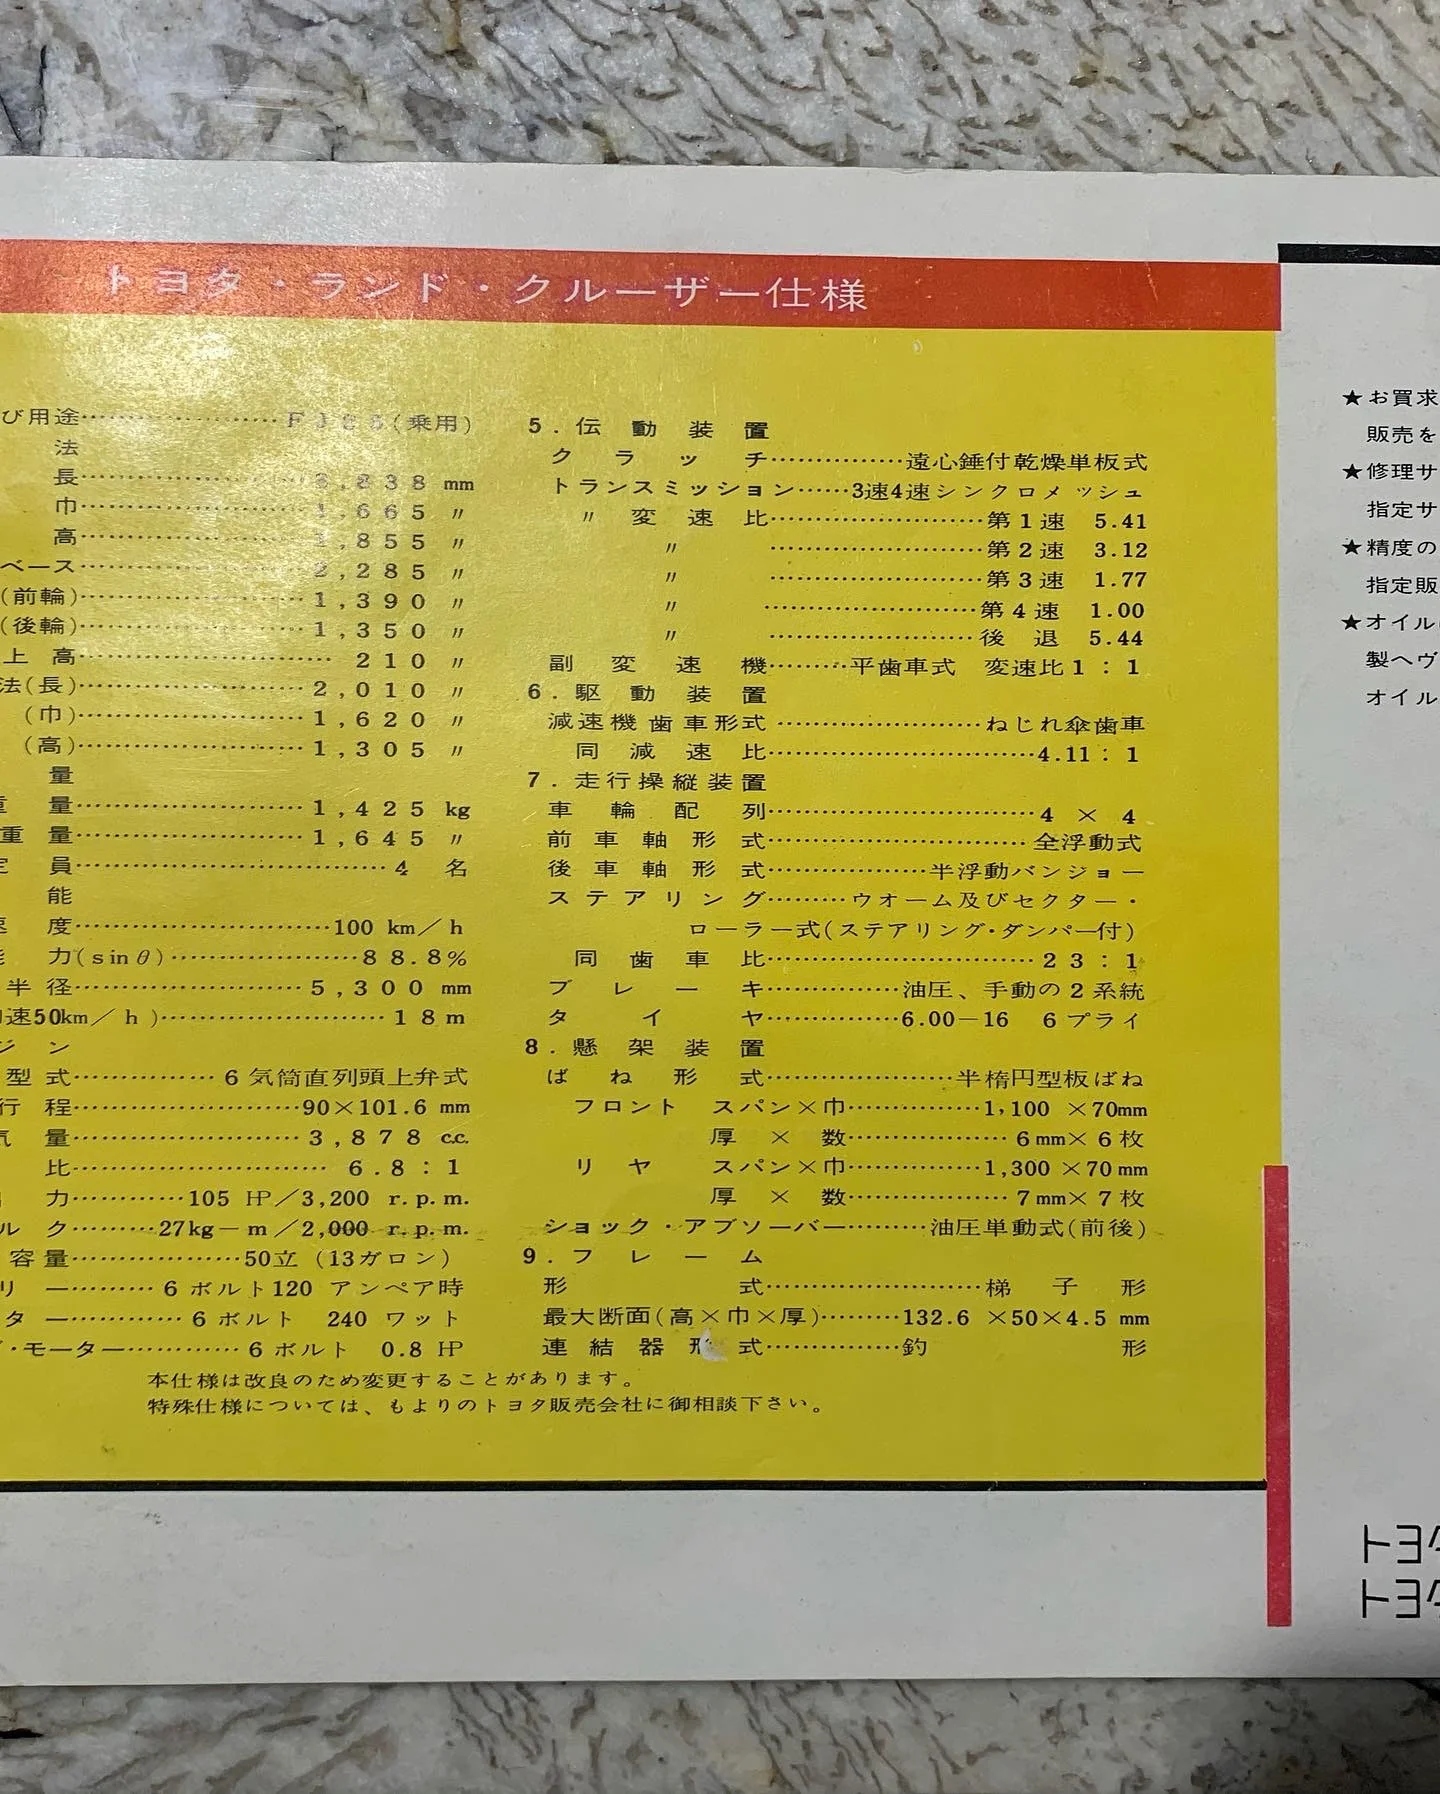 トヨタ・ランド・クルーザー仕様
び用途…………………(乗用)
法
長…………………3,838 mm
巾…………………1,665 〃
高…………………1,855 〃
ベース…………………2,285 〃
(前輪)…………………1,390 〃
(後輪)…………………1,350 〃
上高…………………210 〃
法(長)…………………2,010 〃
(巾)…………………1,620 〃
(高)…………………1,305 〃
量
重量…………………1,425 kg
重量…………………1,645 〃
定員…………………4 名
能
速度…………………100 km/h
能力(sinθ)…………………88.8%
半径…………………5,300 mm
速50km/h)…………………18m
ジン
型式……………6気筒直列頭上弁式
行程…………………90×101.6 mm
気量…………………3,878 c.c.
比…………………6.8:1
力…………105 HP/3,200 r.p.m.
ルク………27kg-m/2,000 r.p.m.
容量………………50立 (13ガロン)
リー………6ボルト120 アンペア時
ター…………6ボルト 240 ワット
・モーター…………6ボルト 0.8 HP
5.伝動装置
クラッチ……………遠心錘付乾燥単板式
トランスミッション……3速4速シンクロメッシュ
〃 変速比…………………第1速 5.41
〃 …………………第2速 3.12
〃 …………………第3速 1.77
〃 …………………第4速 1.00
〃 …………………後退 5.44
副変速機………平歯車式 変速比1:1
6.駆動装置
減速機歯車形式…………………ねじれ傘歯車
同減速比…………………4.11:1
7.走行操縦装置
車輪配列…………………4×4
前車軸形式…………………全浮動式
後車軸形式………………半浮動バンジョー
ステアリング………ウオーム及びセクター・
ローラー式(ステアリング・ダンパー付)
同歯車比…………………23:1
ブレーキ……………油圧、手動の2系統
タイヤ……………6.00-16 6プライ
8.懸架装置
ばね形式…………………半楕円型板ばね
フロント スパン×巾……………1,100 ×70mm
厚×数………………6mm×6枚
リヤ スパン×巾……………1,300 ×70mm
厚×数………………7mm×7枚
ショック・アブソーバー………油圧単動式(前後)
9.フレーム
形式…………………梯子形
最大断面(高×巾×厚)………132.6 ×50×4.5 mm
連結器形式……………釣形
本仕様は改良のため変更することがあります。
特殊仕様については、もよりのトヨタ販売会社に御相談下さい。
★お買求
販売を
★修理サ
指定サ
★精度の
指定販
★オイル
製ヘヴ
オイル
トヨタ
トヨタ